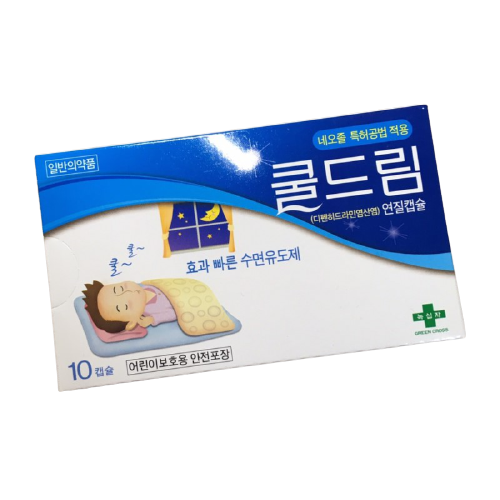 일반의약품
네오졸 특허공법 적용
쿨드림
(디펜히드라민염산염) 연질캡슐
쿨~
쿨~
효과 빠른 수면유도제
녹십자
GREEN CROSS
10 캡슐
어린이보호용 안전포장